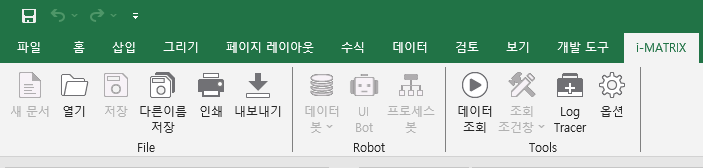 파일 홈 삽입 그리기 페이지 레이아웃 수식 데이터 검토 보기 개발 도구 i-MATRIX
새 문서 열기 저장 다른이름 인쇄 내보내기 데이터 UI 프로세스 데이터 조회 Log 옵션
저장 봇 Bot 봇 조회 조건창 Tracer
File Robot Tools